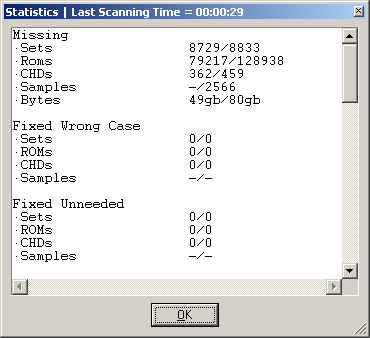 Statistics | Last Scanning Time = 00:00:29
Missing
·Sets 8729/8833
·Roms 79217/128938
·CHDs 362/459
·Samples -/2566
·Bytes 49gb/80gb
Fixed Wrong Case
·Sets 0/0
·ROMs 0/0
·CHDs 0/0
·Samples -/-
Fixed Unneeded
·Sets 0/0
·ROMs 0/0
·CHDs 0/0
·Samples -/-
OK